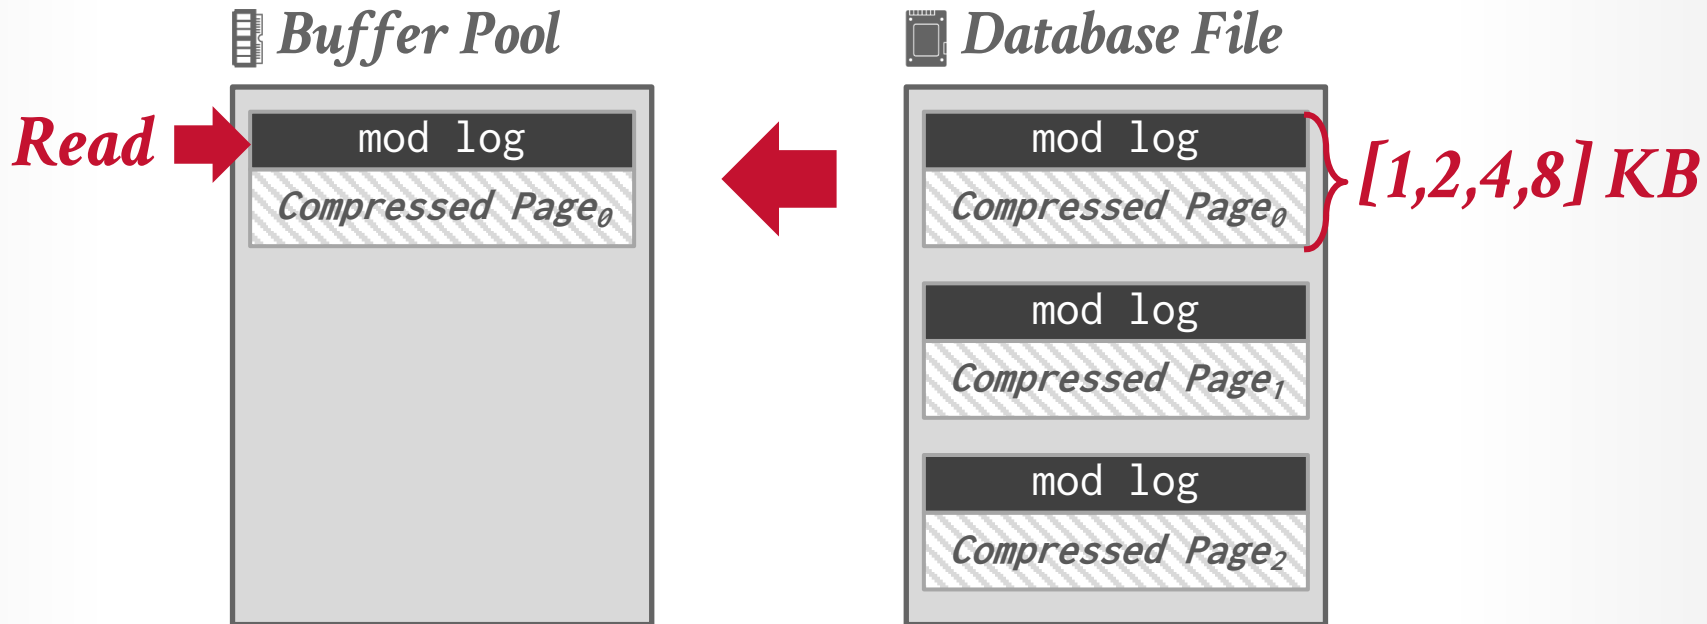 Buffer Pool
Database File
Read
mod log
Compressed Page0
mod log
Compressed Page0
[1,2,4,8] KB
mod log
Compressed Page1
mod log
Compressed Page2